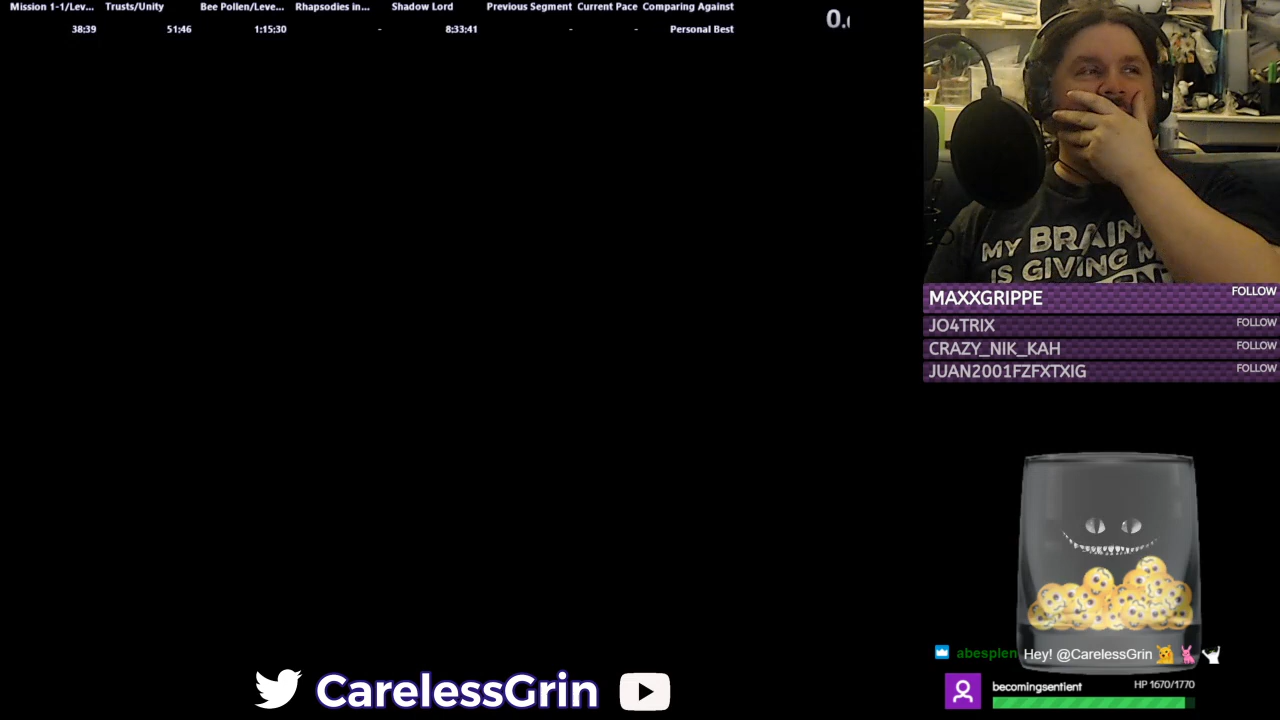 Mission 1-1/Lev... Trusts/Unity Bee Pollen/Leve... Rhapsodies in... Shadow Lord Previous Segment Current Pace Comparing Against
38:39 51:46 1:15:30 - 8:33:41 - - Personal Best
0.
MY BRAIN
IS GIVING M
MAXXGRIPPE FOLLOW
JO4TRIX FOLLOW
CRAZY_NIK_KAH FOLLOW
JUAN2001FZFXTXIG FOLLOW
abesplen Hey! @CarelessGrin
becomingsentient HP 1670/1770
CarelessGrin